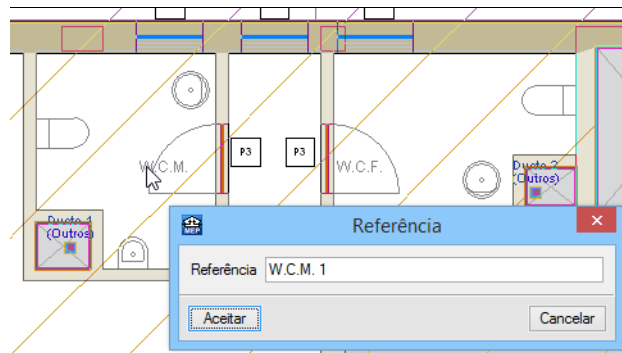 P3
P3
W.C.M.
W.C.F.
Ducto 2
(Outros)
Ducto 1
(Outros)
MEP
Referência
Referência W.C.M. 1
Aceitar
Cancelar